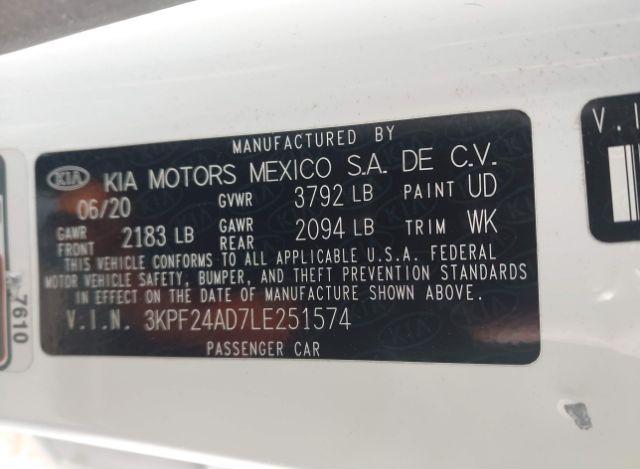 MANUFACTURED BY
KIA KIA MOTORS MEXICO S.A. DE C.V.
06/20 GVWR 3792 LB PAINT UD
GAWR FRONT 2183 LB GAWR REAR 2094 LB TRIM WK
THIS VEHICLE CONFORMS TO ALL APPLICABLE U.S.A. FEDERAL
MOTOR VEHICLE SAFETY, BUMPER, AND THEFT PREVENTION STANDARDS
IN EFFECT ON THE DATE OF MANUFACTURE SHOWN ABOVE.
V.I.N. 3KPF24AD7LE251574
PASSENGER CAR
7610
V.I